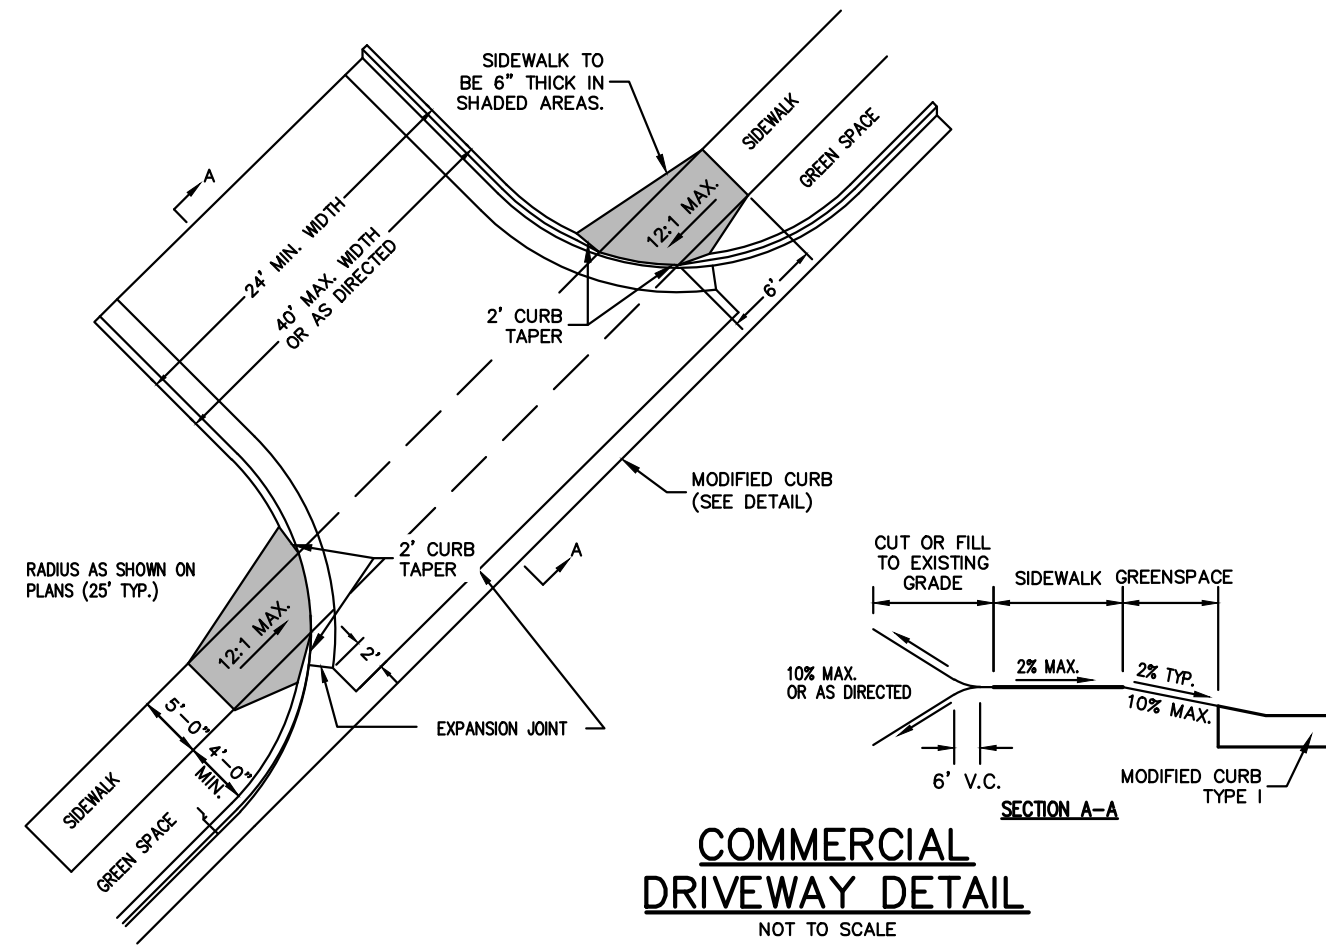 SIDEWALK TO
BE 6" THICK IN
SHADED AREAS.
SIDEWALK
GREEN SPACE
A
24' MIN. WIDTH
40' MAX. WIDTH
OR AS DIRECTED
12:1 MAX.
6'
2' CURB
TAPER
MODIFIED CURB
(SEE DETAIL)
A
2' CURB
TAPER
RADIUS AS SHOWN ON
PLANS (25' TYP.)
12:1 MAX.
2'
EXPANSION JOINT
5'-0"
4'-0"
MIN.
SIDEWALK
GREEN SPACE
CUT OR FILL
TO EXISTING
GRADE
SIDEWALK
GREENSPACE
10% MAX.
OR AS DIRECTED
2% MAX.
2% TYP.
10% MAX.
6' V.C.
MODIFIED CURB
TYPE I
SECTION A-A
COMMERCIAL
DRIVEWAY DETAIL
NOT TO SCALE